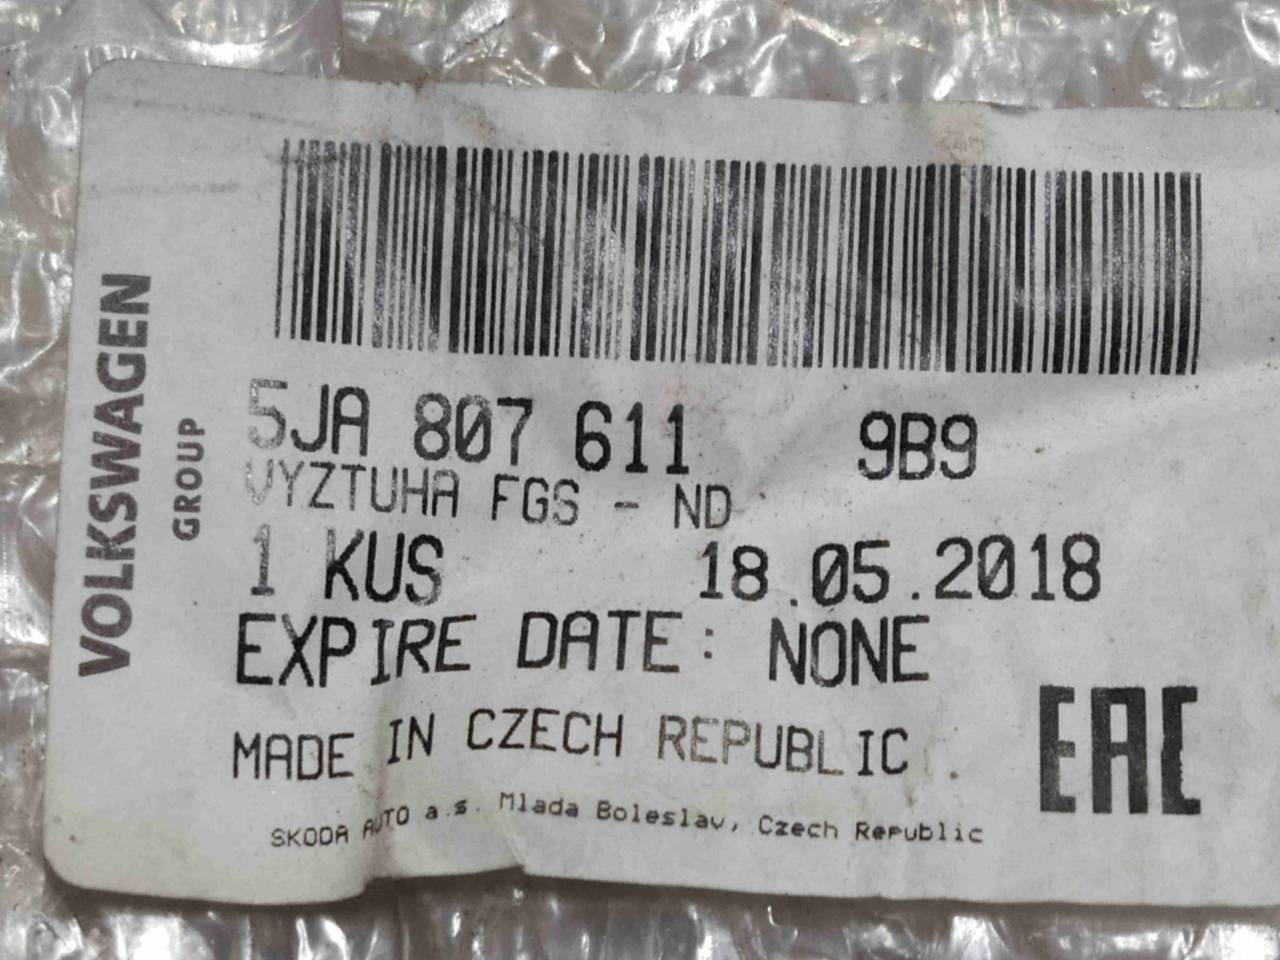 VOLKSWAGEN
GROUP
5JA 807 611 9B9
VYZTUHA FGS - ND
1 KUS 18.05.2018
EXPIRE DATE: NONE
MADE IN CZECH REPUBLIC.
SKODA AUTO a.s. Mlada Boleslav, Czech Republic
EAC